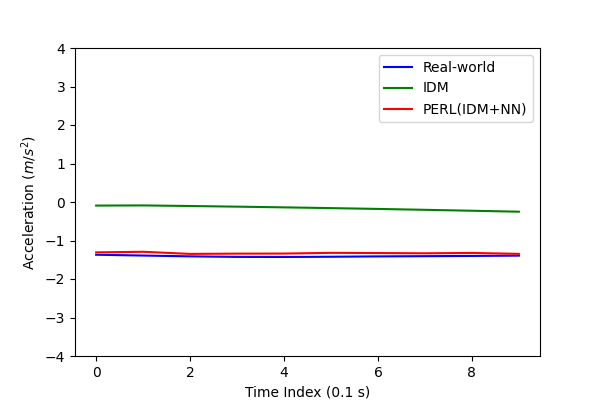 Real-world
IDM
PERL(IDM+NN)
Acceleration (m/s²)
4
3
2
1
0
−1
−2
−3
−4
0 2 4 6 8
Time Index (0.1 s)